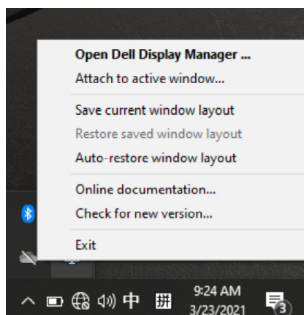 Open Dell Display Manager ...
Attach to active window...
Save current window layout
Restore saved window layout
Auto-restore window layout
Online documentation...
Check for new version...
Exit
中 拼 9:24 AM
3/23/2021
3